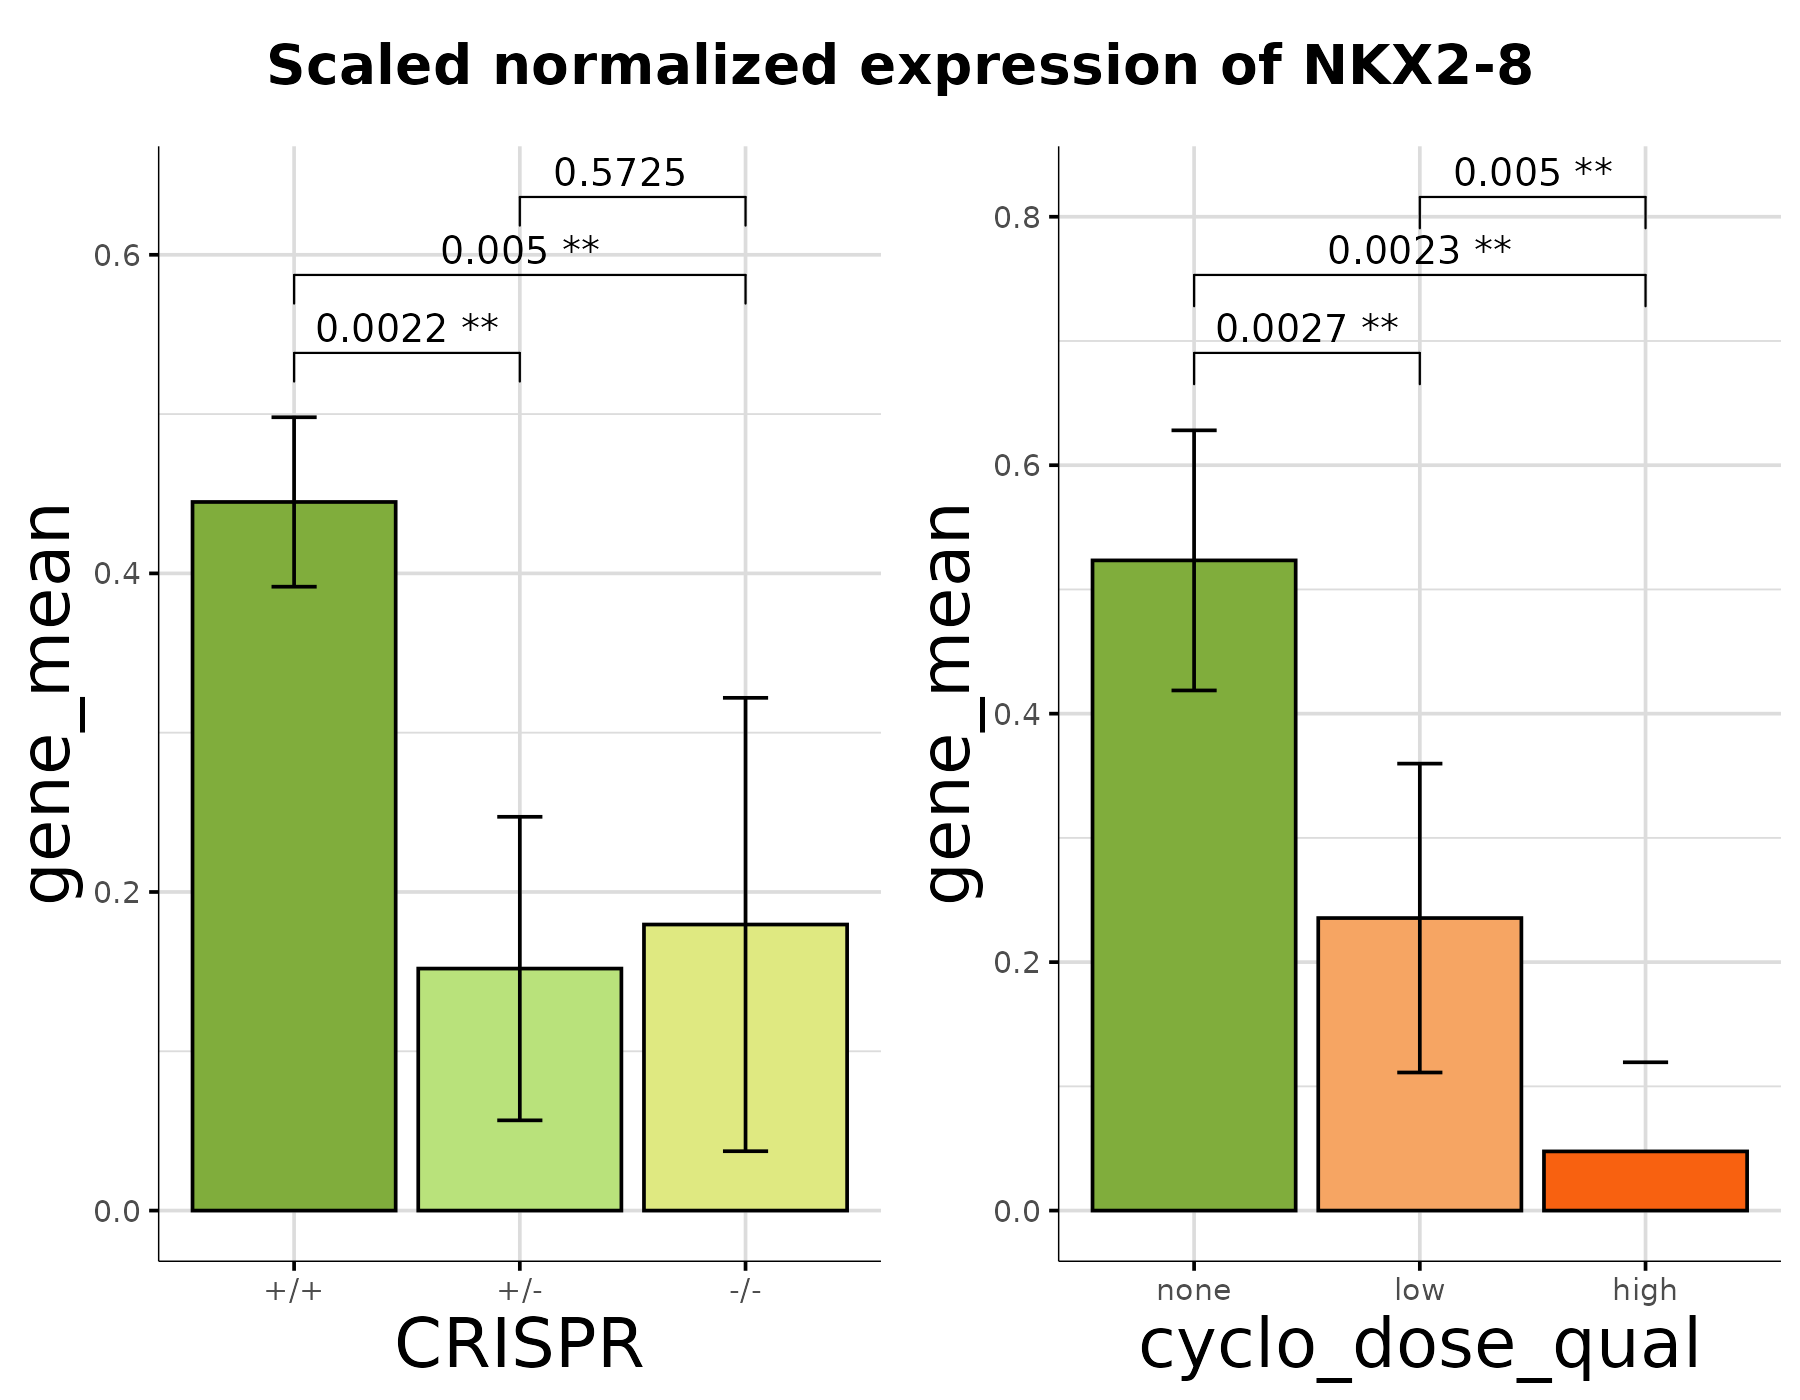 Scaled normalized expression of NKX2-8
gene_mean
0.6
0.4
0.2
0.0
0.5725
0.005 **
0.0022 **
+/+ +/- -/-
CRISPR
gene_mean
0.8
0.6
0.4
0.2
0.0
0.005 **
0.0023 **
0.0027 **
none low high
cyclo_dose_qual